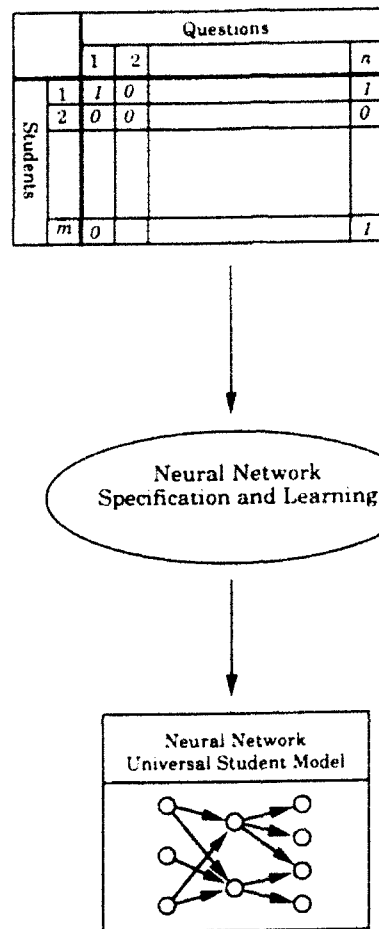 Questions
1 2 n
Students
1 1 0 1
2 0 0 0
m 0 1
Neural Network
Specification and Learning
Neural Network
Universal Student Model